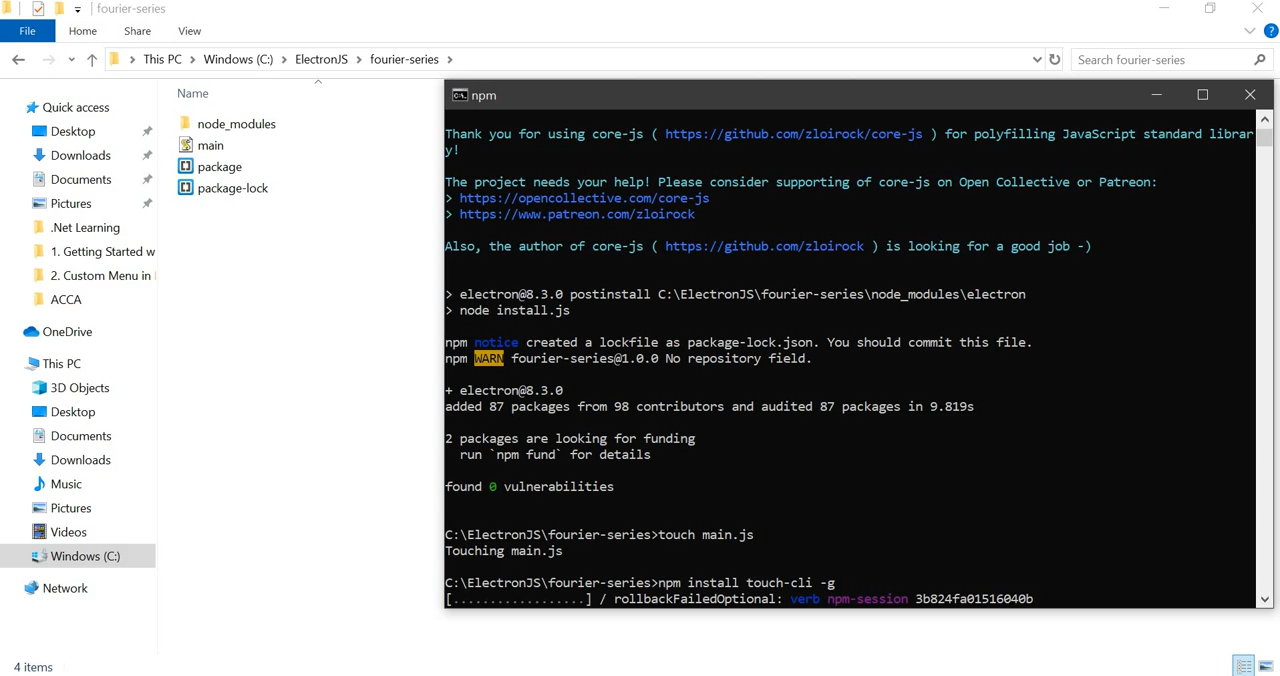 fourier-series
File Home Share View
This PC Windows (C:) ElectronJS fourier-series
Search fourier-series
Quick access
Desktop
Downloads
Documents
Pictures
.Net Learning
1. Getting Started w
2. Custom Menu in
ACCA
OneDrive
This PC
3D Objects
Desktop
Documents
Downloads
Music
Pictures
Videos
Windows (C:)
Network
Name
node_modules
main
package
package-lock
npm
Thank you for using core-js ( https://github.com/zloirock/core-js ) for polyfilling JavaScript standard librar
y!
The project needs your help! Please consider supporting of core-js on Open Collective or Patreon:
> https://opencollective.com/core-js
> https://www.patreon.com/zloirock
Also, the author of core-js ( https://github.com/zloirock ) is looking for a good job -)
> electron@8.3.0 postinstall C:\ElectronJS\fourier-series\node_modules\electron
> node install.js
npm notice created a lockfile as package-lock.json. You should commit this file.
npm WARN fourier-series@1.0.0 No repository field.
+ electron@8.3.0
added 87 packages from 98 contributors and audited 87 packages in 9.819s
2 packages are looking for funding
run `npm fund` for details
found 0 vulnerabilities
C:\ElectronJS\fourier-series>touch main.js
Touching main.js
C:\ElectronJS\fourier-series>npm install touch-cli -g
[..................] / rollbackFailedOptional: verb npm-session 3b824fa01516040b
4 items